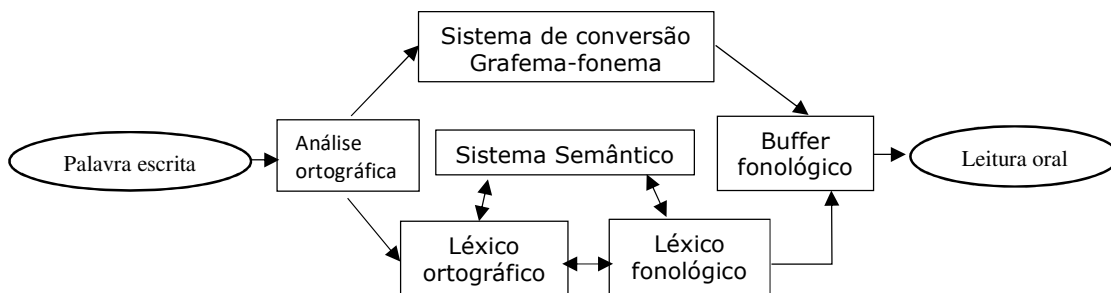 Sistema de conversão
Grafema-fonema
Palavra escrita
Análise
ortográfica
Sistema Semântico
Buffer
fonológico
Leitura oral
Léxico
ortográfico
Léxico
fonológico